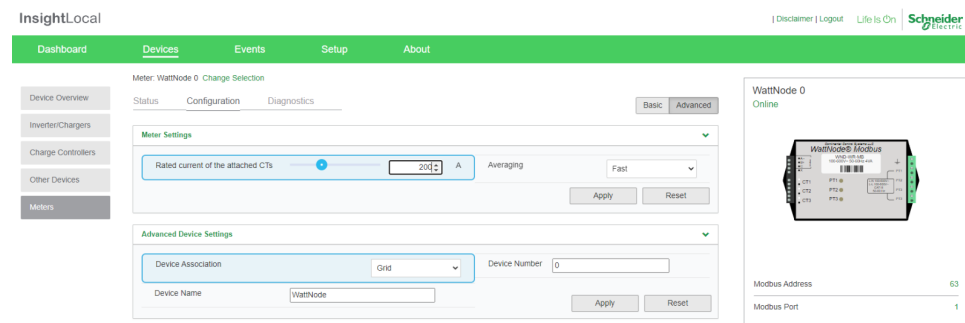 InsightLocal
| Disclaimer | Logout Life Is On Schneider Electric
Dashboard Devices Events Setup About
Meter: WattNode 0 Change Selection
Device Overview
Inverter/Chargers
Charge Controllers
Other Devices
Meters
Status Configuration Diagnostics
Basic Advanced
Meter Settings
Rated current of the attached CTs 200 A Averaging Fast
Apply Reset
Advanced Device Settings
Device Association Grid Device Number 0
Device Name WattNode
Apply Reset
WattNode 0
Online
WattNode® Modbus
CT1
CT2
CT3
PT1
PT2
PT3
Modbus Address 63
Modbus Port 1